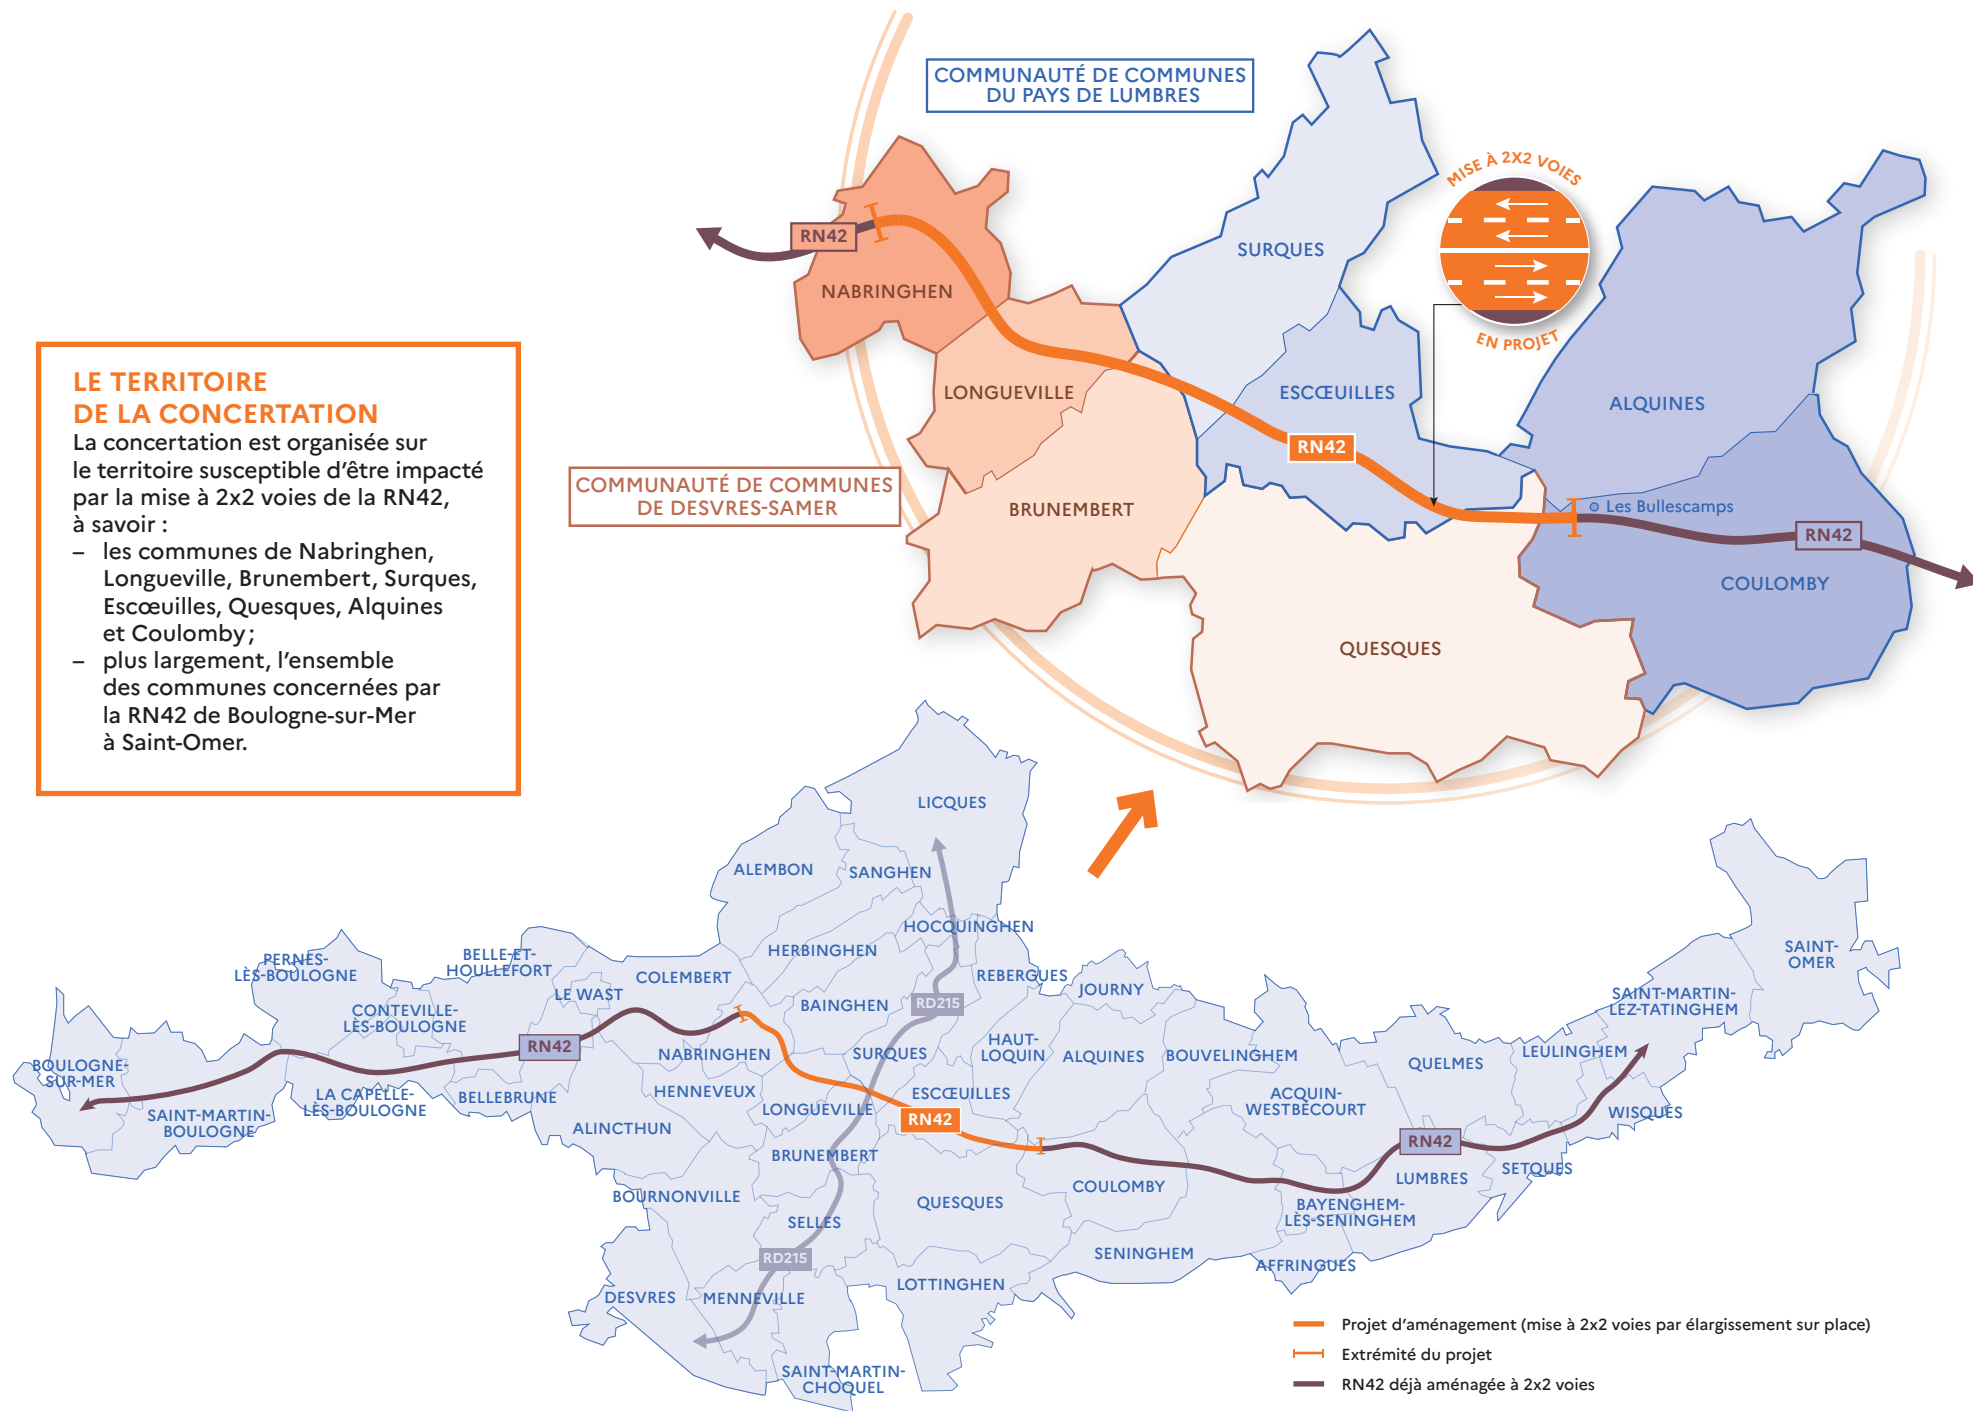 COMMUNAUTÉ DE COMMUNES
DU PAYS DE LUMBRES
MISE À 2X2 VOIES
EN PROJET
RN42
NABRINGHEN
SURQUES
LONGUEVILLE
ESCŒUILLES
ALQUINES
RN42
COMMUNAUTÉ DE COMMUNES
DE DESVRES-SAMER
BRUNEMBERT
Les Bullescamps
RN42
COULOMBY
QUESQUES
LE TERRITOIRE
DE LA CONCERTATION
La concertation est organisée sur
le territoire susceptible d'être impacté
par la mise à 2x2 voies de la RN42,
à savoir :
– les communes de Nabringhen,
Longueville, Brunembert, Surques,
Escœuilles, Quesques, Alquines
et Coulomby ;
– plus largement, l'ensemble
des communes concernées par
la RN42 de Boulogne-sur-Mer
à Saint-Omer.
LICQUES
ALEMBON
SANGHEN
HOCQUINGHEN
HERBINGHEN
PERNES-
LÈS-BOULOGNE
BELLE-ET-
HOULLEFORT
COLEMBERT
REBERGUES
JOURNY
SAINT-
OMER
LE WAST
BAINGHEN
RD215
SAINT-MARTIN-
LEZ-TATINGHEM
CONTEVILLE-
LÈS-BOULOGNE
RN42
NABRINGHEN
SURQUES
HAUT-
LOQUIN
ALQUINES
BOUVELINGHEM
QUELMES
LEULINGHEM
BOULOGNE-
SUR-MER
HENNEVEUX
ESCŒUILLES
ACQUIN-
WESTBÉCOURT
LA CAPELLE-
LÈS-BOULOGNE
BELLEBRUNE
LONGUEVILLE
RN42
WISQUES
SAINT-MARTIN-
BOULOGNE
ALINCTHUN
RN42
BRUNEMBERT
SETQUES
LUMBRES
COULOMBY
BOURNONVILLE
QUESQUES
BAYENGHEM-
LÈS-SENINGHEM
SELLES
RD215
SENINGHEM
AFFRINGUES
LOTTINGHEN
DESVRES
MENNEVILLE
SAINT-MARTIN-
CHOQUEL
Projet d'aménagement (mise à 2x2 voies par élargissement sur place)
Extrémité du projet
RN42 déjà aménagée à 2x2 voies